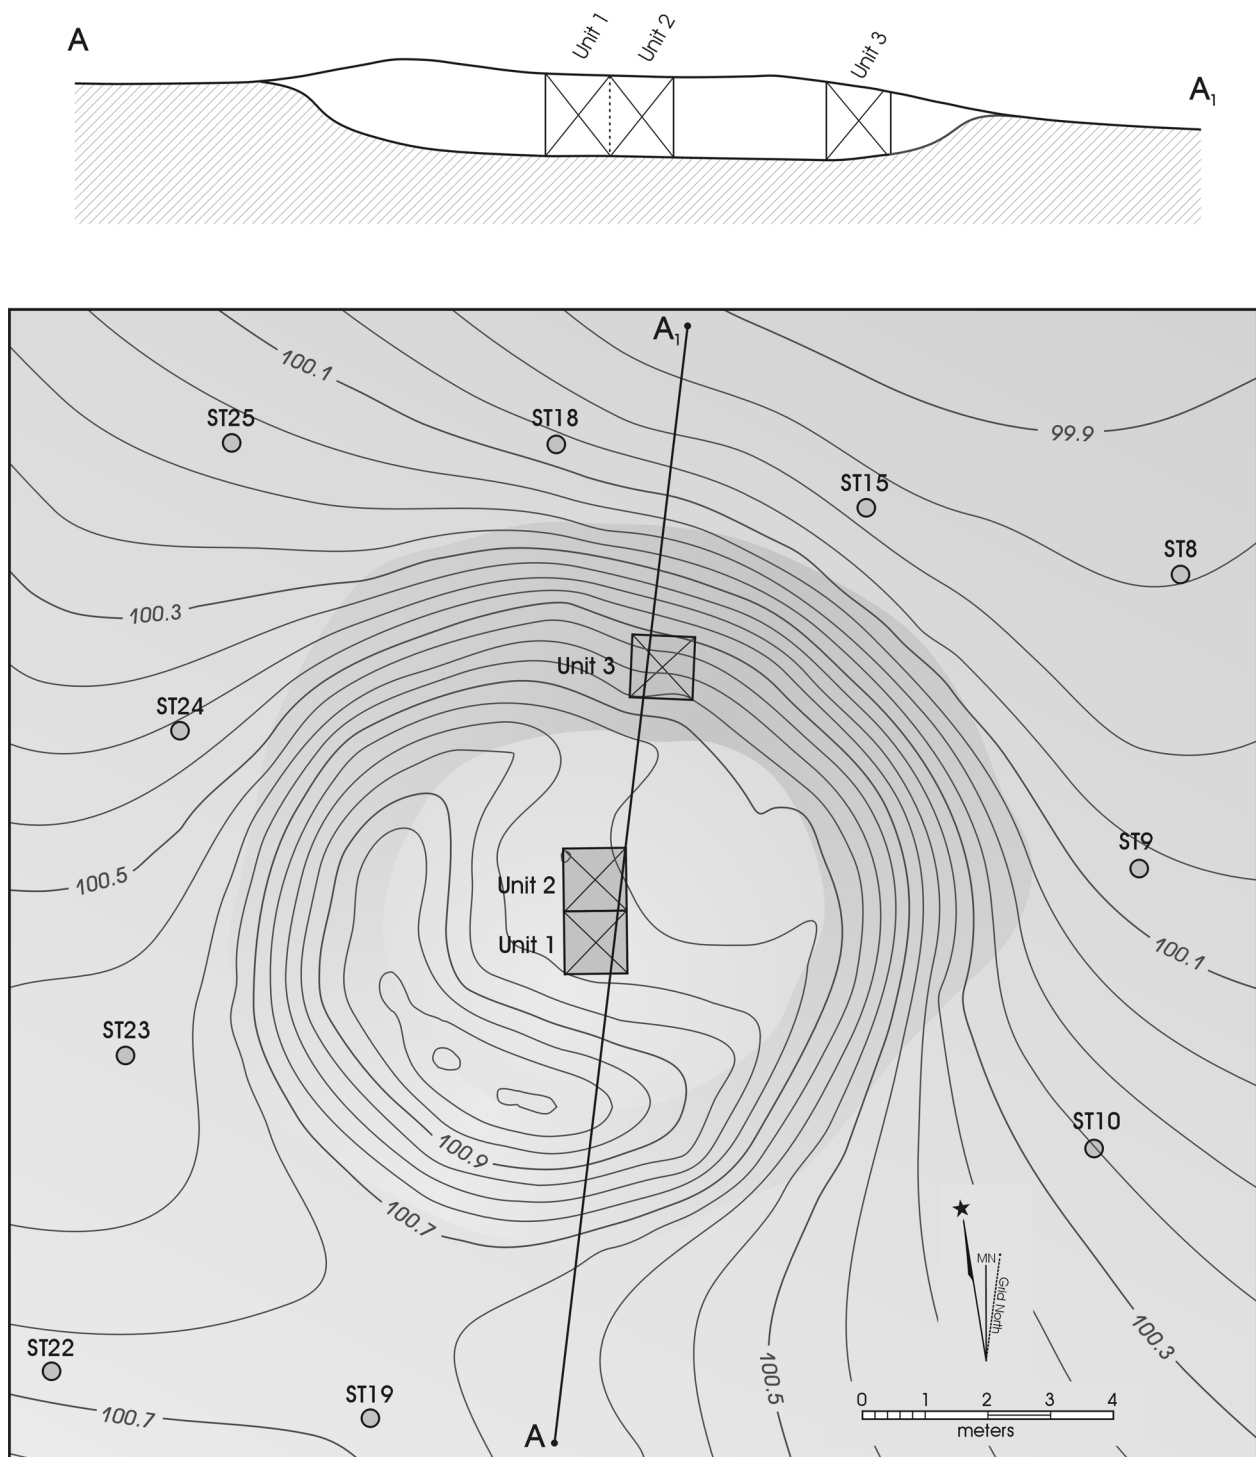 A
Unit 1
Unit 2
Unit 3
A1
A1
100.1
99.9
ST25
ST18
ST15
ST8
100.3
Unit 3
ST24
ST9
100.5
Unit 2
Unit 1
100.1
ST23
ST10
100.9
100.7
MN
Grid North
100.3
ST22
ST19
100.5
100.7
0 1 2 3 4
meters
A